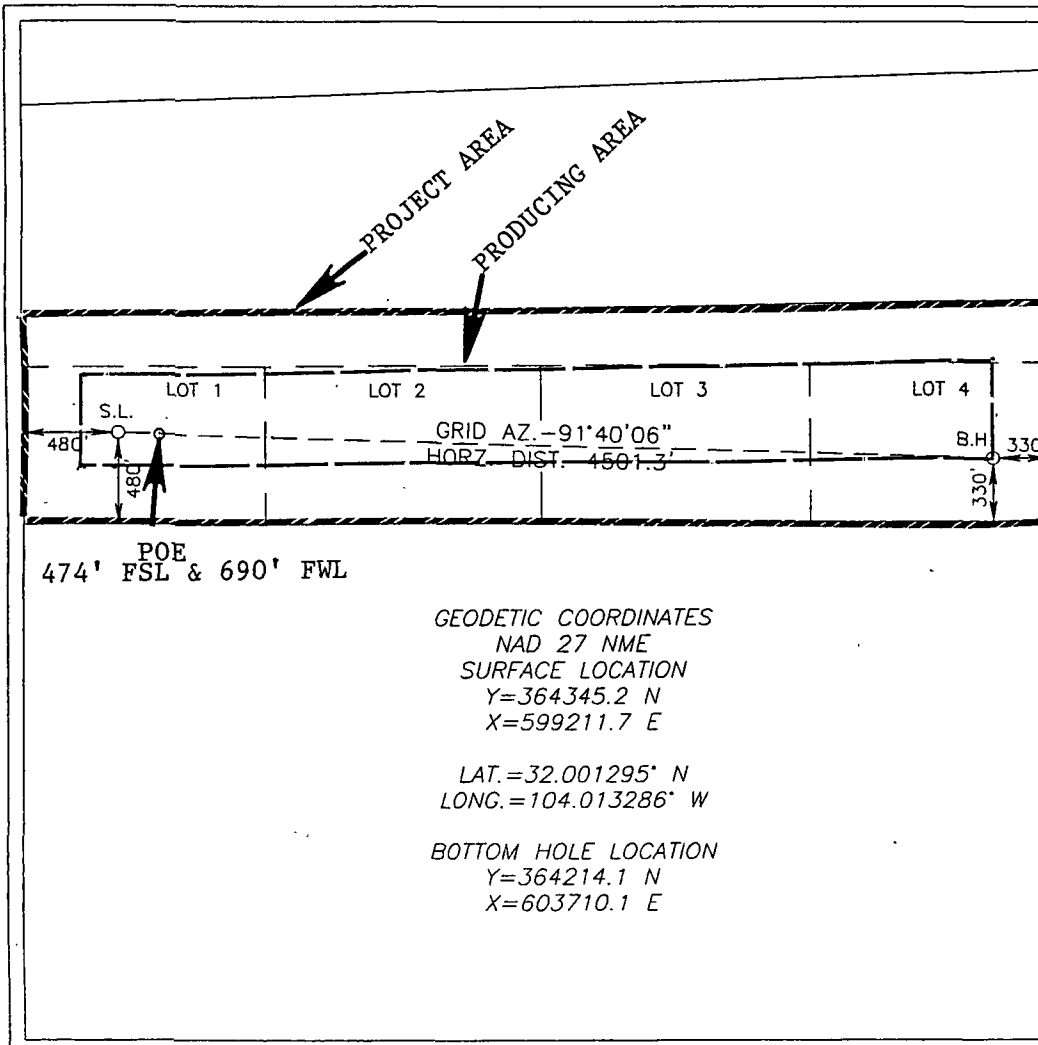 PROJECT AREA
PRODUCING AREA
LOT 1
LOT 2
LOT 3
LOT 4
S.L.
480'
480'
GRID AZ.-91°40'06"
HORZ. DIST. 4501.3'
B.H
330'
330
POE
474' FSL & 690' FWL
GEODETIC COORDINATES
NAD 27 NME
SURFACE LOCATION
Y=364345.2 N
X=599211.7 E
LAT.=32.001295° N
LONG.=104.013286° W
BOTTOM HOLE LOCATION
Y=364214.1 N
X=603710.1 E